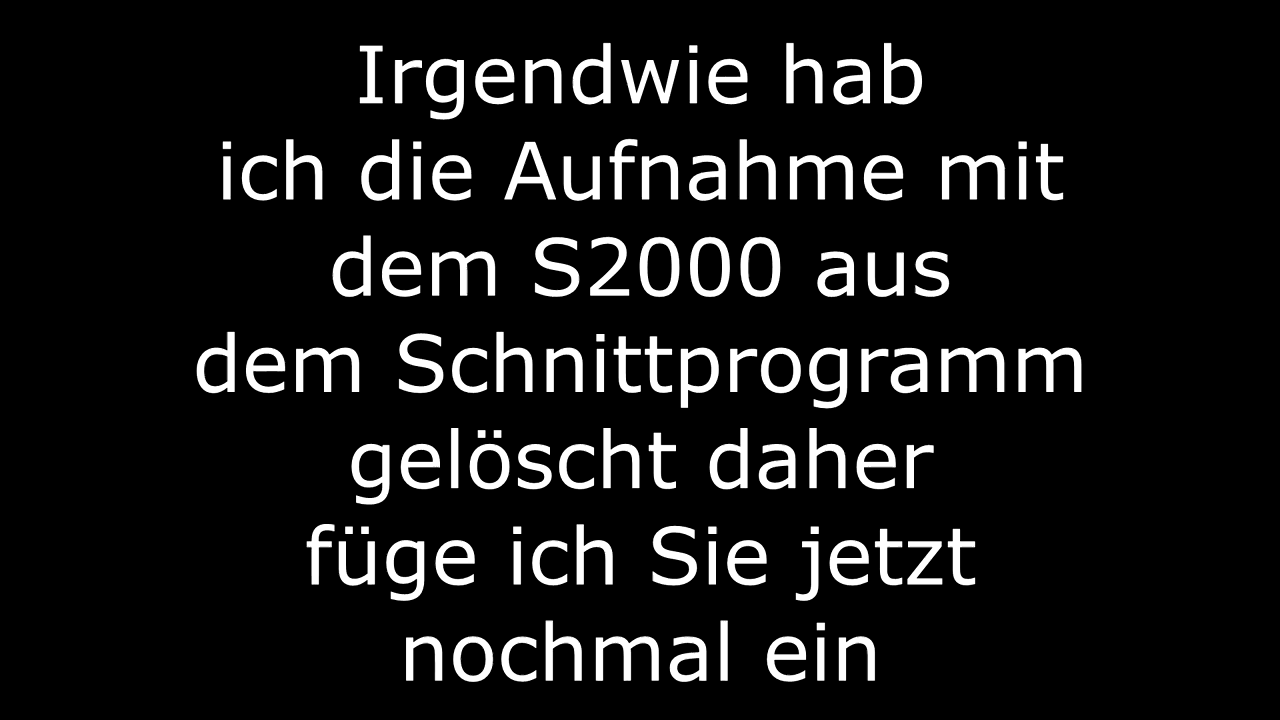 Irgendwie hab
ich die Aufnahme mit
dem S2000 aus
dem Schnittprogramm
gelöscht daher
füge ich Sie jetzt
nochmal ein